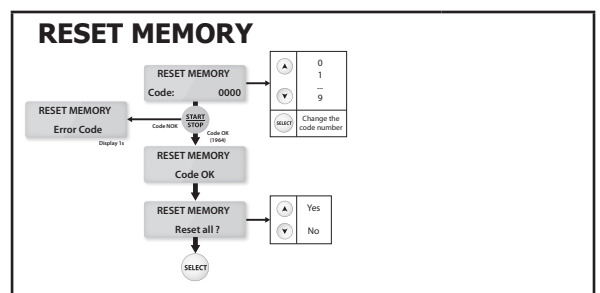 RESET MEMORY
RESET MEMORY
Code: 0000
0
1
...
9
SELECT
Change the
code number
RESET MEMORY
Error Code
Display 1s
Code NOK
START
STOP
Code OK
(1964)
RESET MEMORY
Code OK
RESET MEMORY
Reset all ?
Yes
No
SELECT